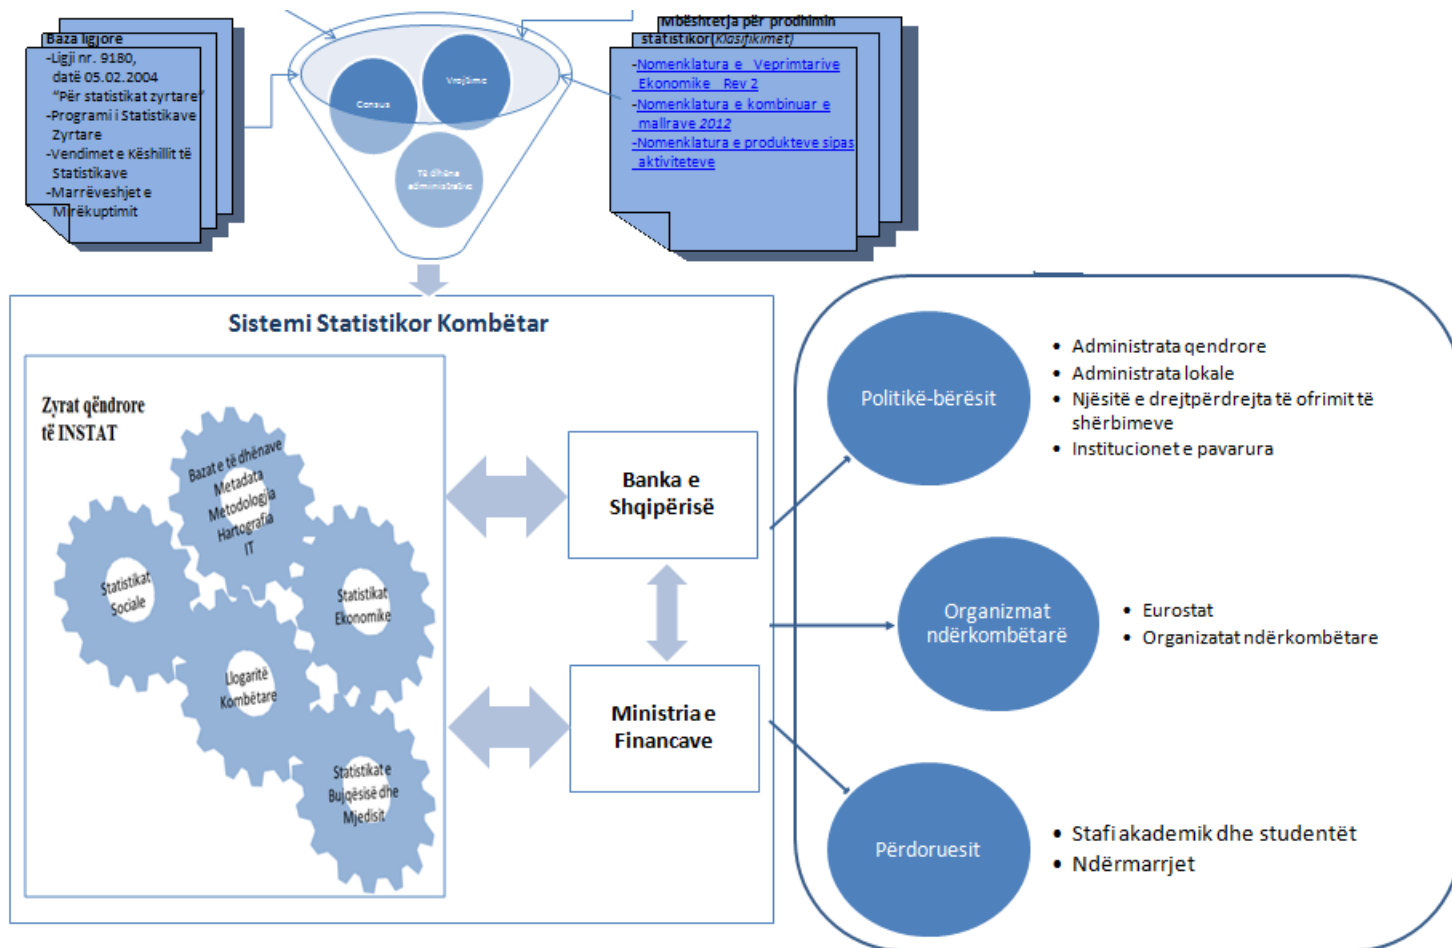 Baza ligjore
-Ligji nr. 9180,
datë 05.02.2004
“Për statistikat zyrtare”
-Programi i Statistikave
Zyrtare
-Vendimet e Këshillit të
Statistikave
-Marrëveshjet e
Mirëkuptimit
Census
Vrojtime
Të dhëna
administrative
Mbështetja për prodhimin
statistikor(Klasifikimet)
-Nomenklatura e Veprimtarive
Ekonomike Rev 2
-Nomenklatura e kombinuar e
mallrave 2012
-Nomenklatura e produkteve sipas
aktiviteteve
Sistemi Statistikor Kombëtar
Zyrat qëndrore
të INSTAT
Bazat e të dhënave
Metadata
Metodologjia
Hartografia
IT
Statistikat
Sociale
Statistikat
Ekonomike
Llogaritë
Kombëtare
Statistikat e
Bujqësisë dhe
Mjedisit
Banka e
Shqipërisë
Ministria e
Financave
Politikë-bërësit
• Administrata qendrore
• Administrata lokale
• Njësitë e drejtpërdrejta të ofrimit të
shërbimeve
• Institucionet e pavarura
Organizmat
ndërkombëtarë
• Eurostat
• Organizatat ndërkombëtare
Përdoruesit
• Stafi akademik dhe studentët
• Ndërmarrjet